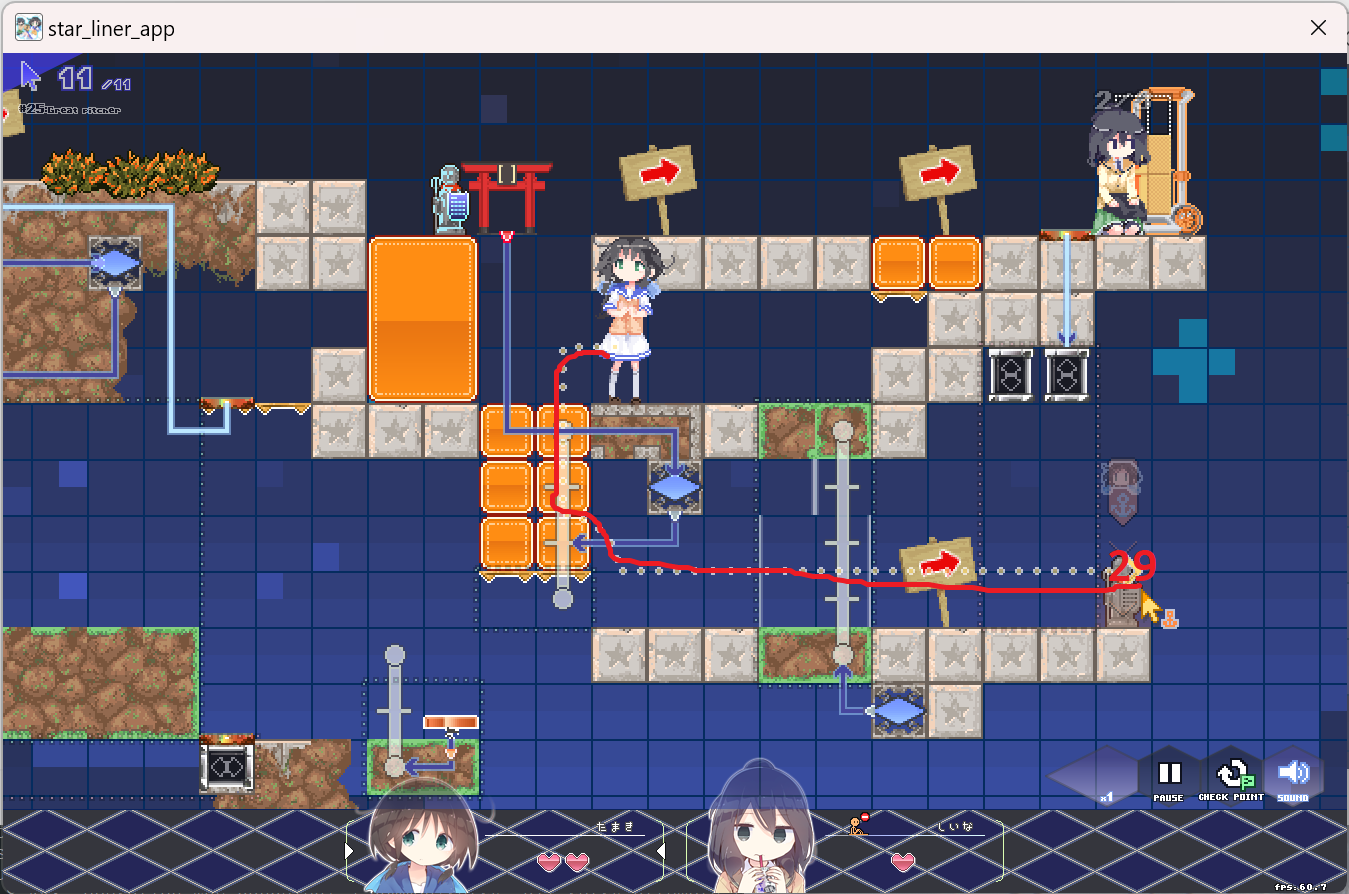 star_liner_app
11 /11
#25:Great pitcher
29
x1
PAUSE
CHECK POINT
SOUND
たまき
しいな
fps:60.7